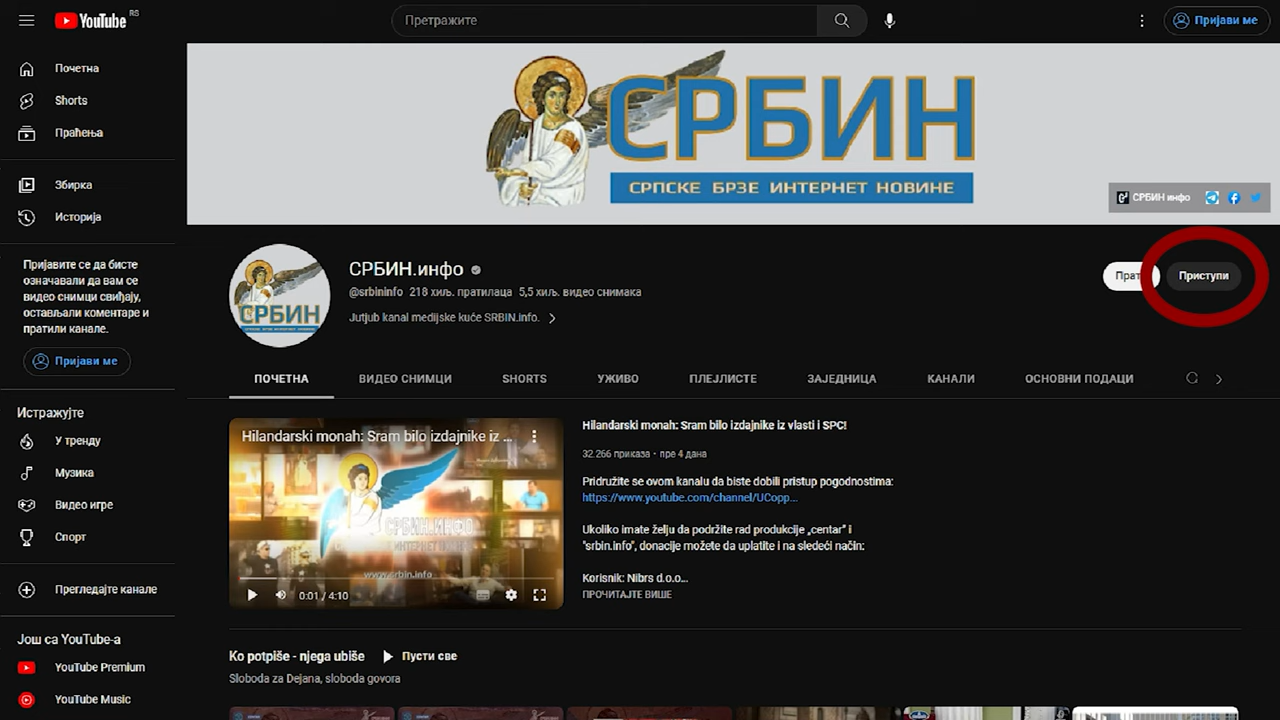 YouTube RS
Претражите
Пријави ме
Почетна
Shorts
Праћења
Збирка
Историја
Пријавите се да бисте
означавали да вам се
видео снимци свиђају,
остављали коментаре и
пратили канале.
Пријави ме
Истражујте
У тренду
Музика
Видео игре
Спорт
Прегледајте канале
Још са YouTube-а
YouTube Premium
YouTube Music
СРБИН
СРПСКЕ БРЗЕ ИНТЕРНЕТ НОВИНЕ
СРБИН инфо
СРБИН
СРБИН.инфо
@srbininfo 218 хиљ. пратилаца 5,5 хиљ. видео снимака
Jutjub kanal medijske kuće SRBIN.info.
Приступи
ПОЧЕТНА ВИДЕО СНИМЦИ SHORTS УЖИВО ПЛЕЈЛИСТЕ ЗАЈЕДНИЦА КАНАЛИ ОСНОВНИ ПОДАЦИ
Hilandarski monah: Sram bilo izdajnike iz ...
СРБИН.ИНФО
www.srbin.info
0:01 / 4:10
Hilandarski monah: Sram bilo izdajnike iz vlasti i SPC!
32.266 приказа · пре 4 дана
Pridružite se ovom kanalu da biste dobili pristup pogodnostima:
https://www.youtube.com/channel/UCopp...
Ukoliko imate želju da podržite rad produkcije „centar" i
"srbin.info", donacije možete da uplatite i na sledeći način:
Korisnik: Nibrs d.o.o...
ПРОЧИТАЈТЕ ВИШЕ
Ko potpiše - njega ubiše Пусти све
Sloboda za Dejana, sloboda govora